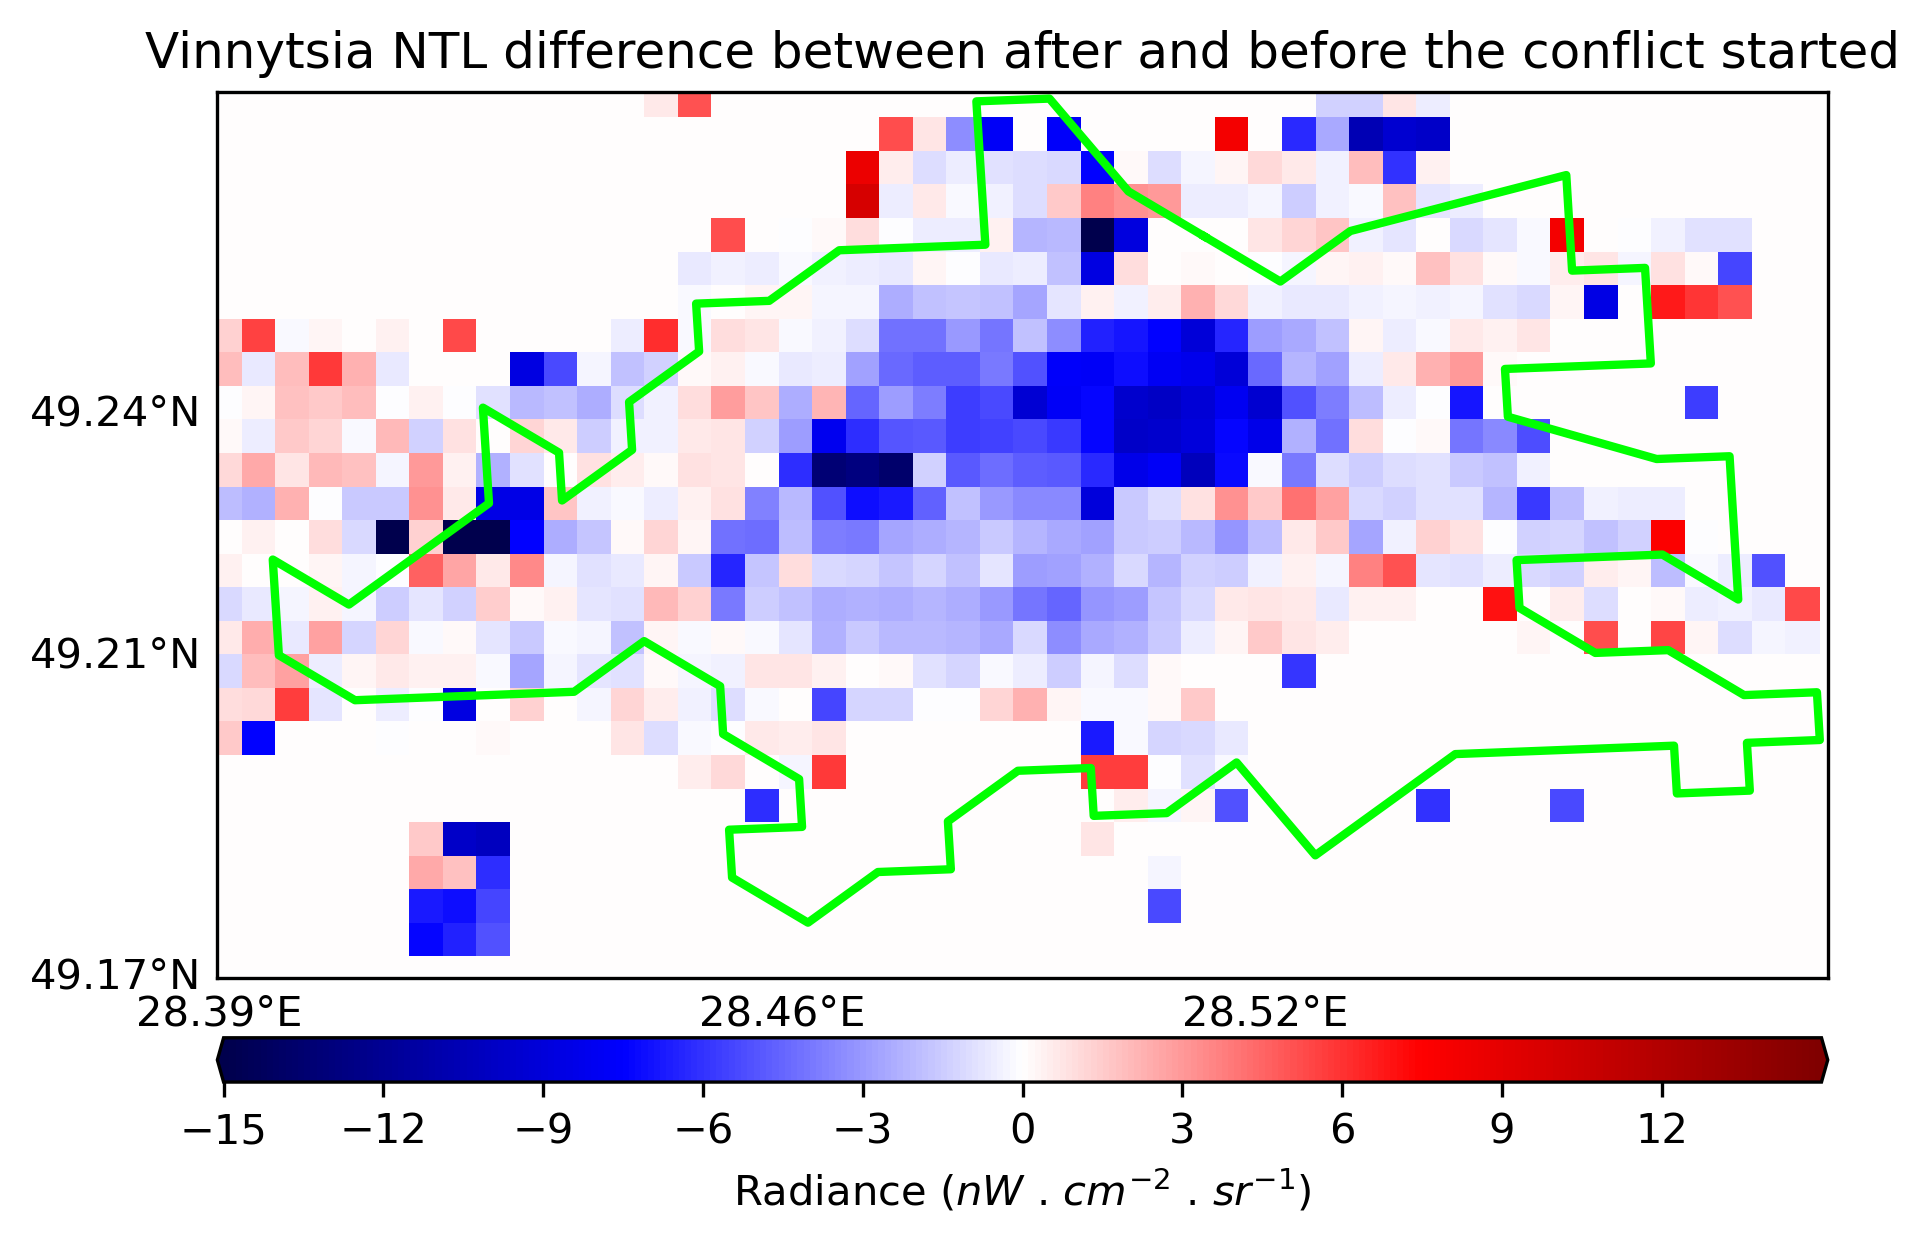 Vinnytsia NTL difference between after and before the conflict started
49.24°N
49.21°N
49.17°N
28.39°E 28.46°E 28.52°E
−15 −12 −9 −6 −3 0 3 6 9 12
Radiance (nW . cm⁻² . sr⁻¹)